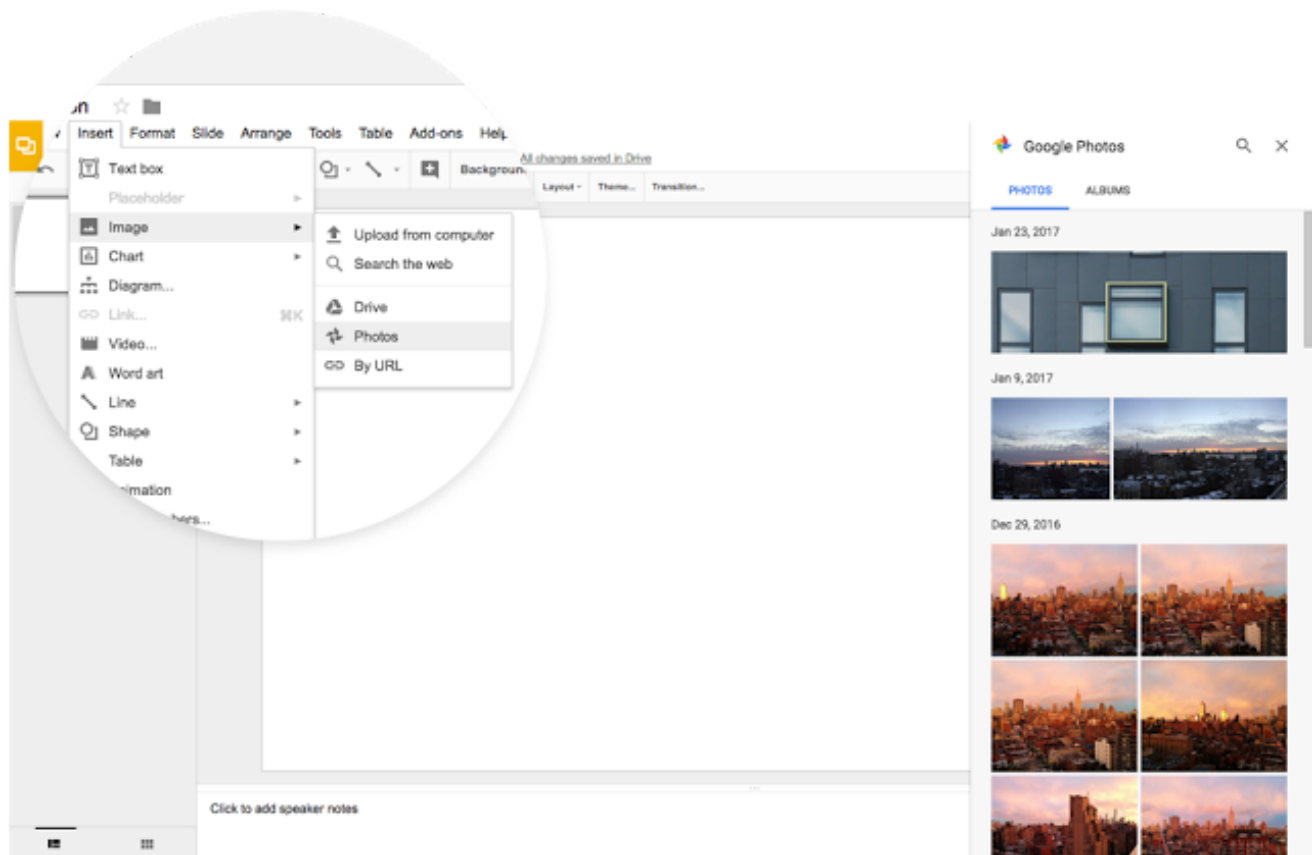 Insert Format Slide Arrange Tools Table Add-ons
All changes saved in Drive
Layout Theme... Transition...
Text box
Placeholder
Image
Chart
Diagram...
Link... ⌘K
Video...
Word art
Line
Shape
Table
Upload from computer
Search the web
Drive
Photos
By URL
Click to add speaker notes
Google Photos
PHOTOS ALBUMS
Jan 23, 2017
Jan 9, 2017
Dec 29, 2016